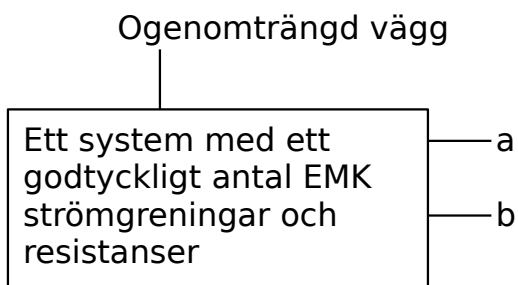 Ogenomträngd vägg
Ett system med ett
a
godtyckligt antal EMK
strömgreningar och
b
resistanser